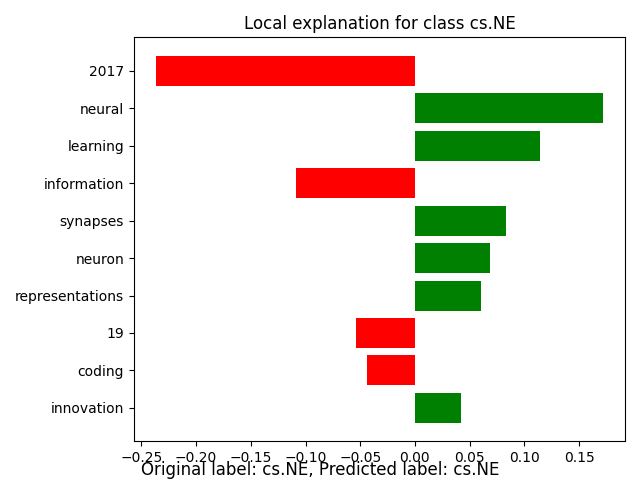 Local explanation for class cs.NE
2017
neural
learning
information
synapses
neuron
representations
19
coding
innovation
−0.25 −0.20 −0.15 −0.10 −0.05 0.00 0.05 0.10 0.15
Original label: cs.NE, Predicted label: cs.NE